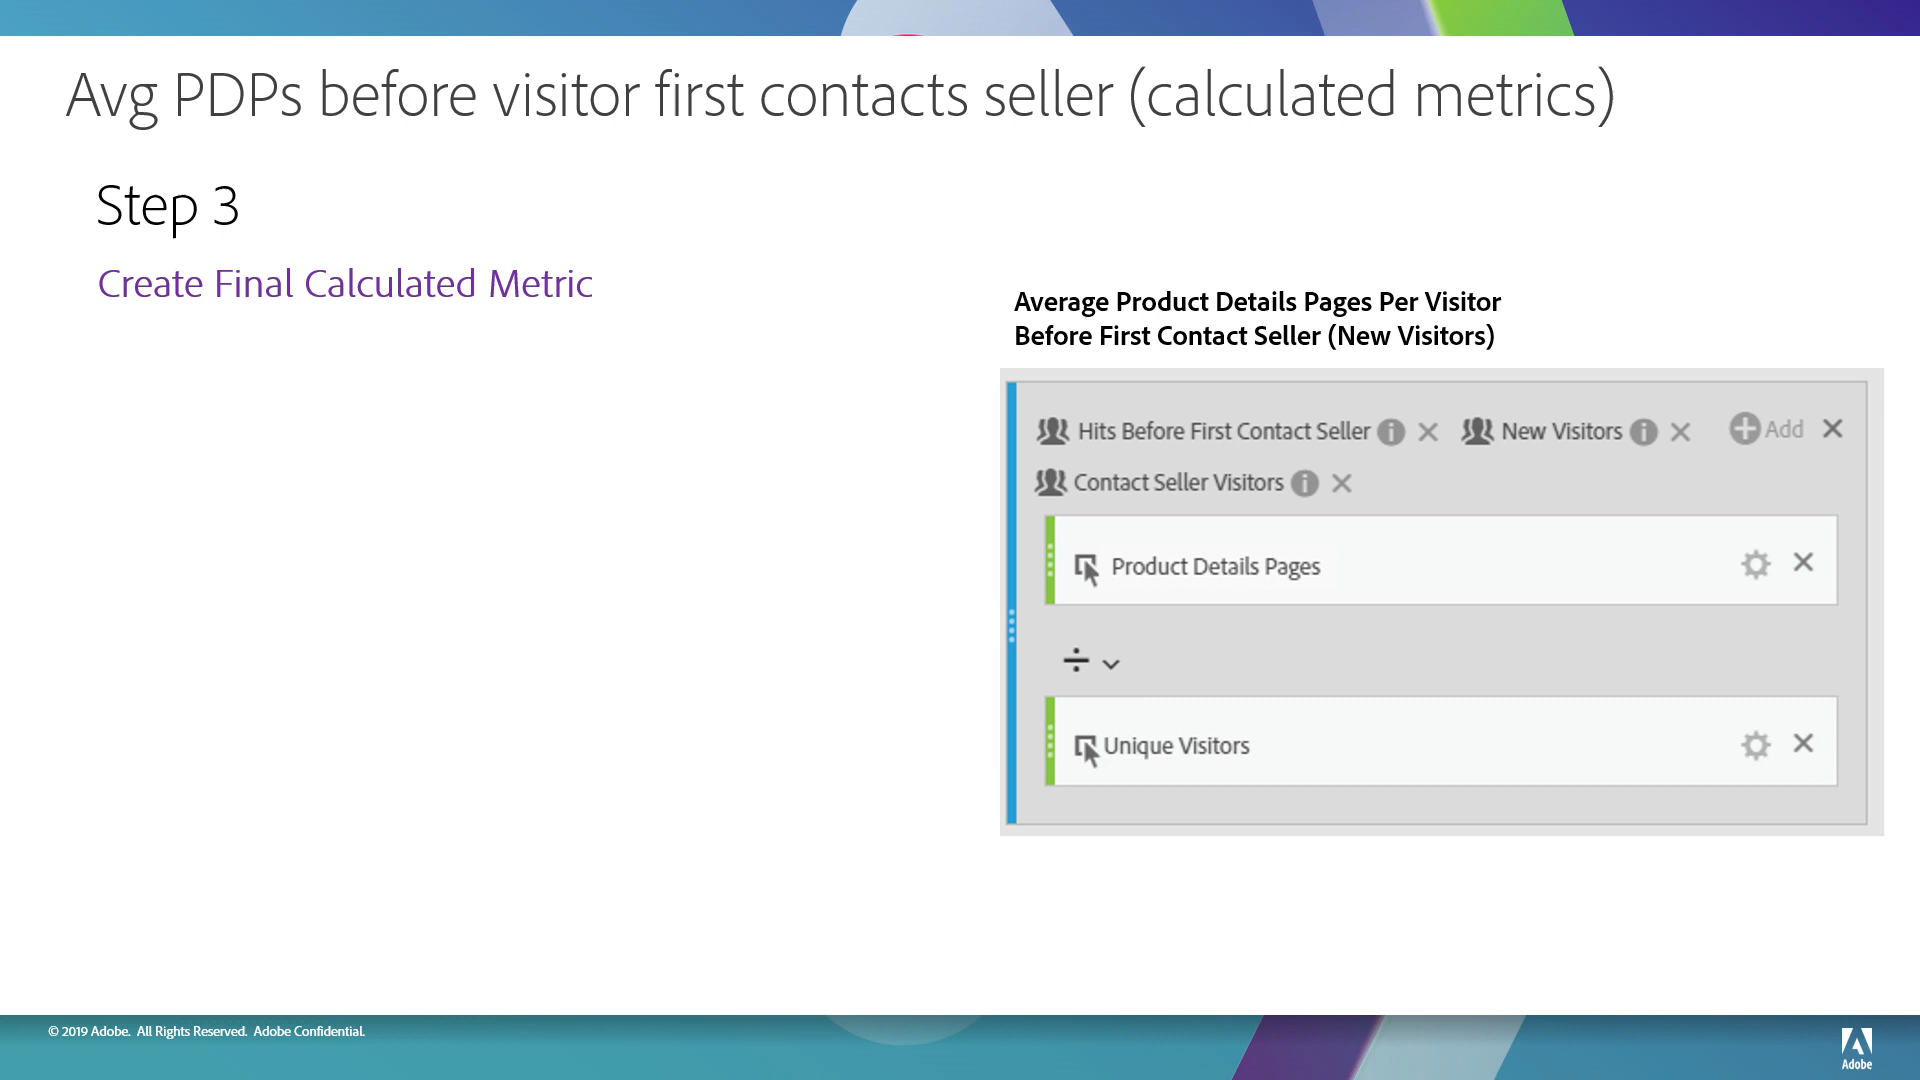 Avg PDPs before visitor first contacts seller (calculated metrics)
Step 3
Create Final Calculated Metric
Average Product Details Pages Per Visitor
Before First Contact Seller (New Visitors)
Hits Before First Contact Seller New Visitors Add
Contact Seller Visitors
Product Details Pages
÷
Unique Visitors
© 2019 Adobe. All Rights Reserved. Adobe Confidential.
Adobe